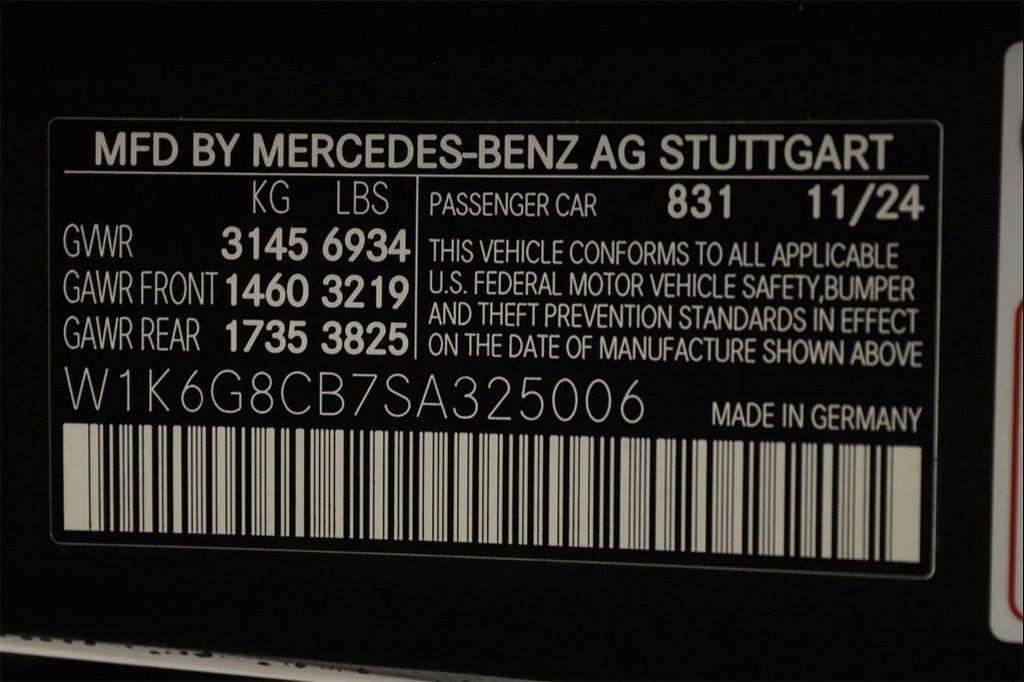 MFD BY MERCEDES-BENZ AG STUTTGART
KG LBS
GVWR 3145 6934
GAWR FRONT 1460 3219
GAWR REAR 1735 3825
PASSENGER CAR 831 11/24
THIS VEHICLE CONFORMS TO ALL APPLICABLE
U.S. FEDERAL MOTOR VEHICLE SAFETY,BUMPER
AND THEFT PREVENTION STANDARDS IN EFFECT
ON THE DATE OF MANUFACTURE SHOWN ABOVE
W1K6G8CB7SA325006
MADE IN GERMANY